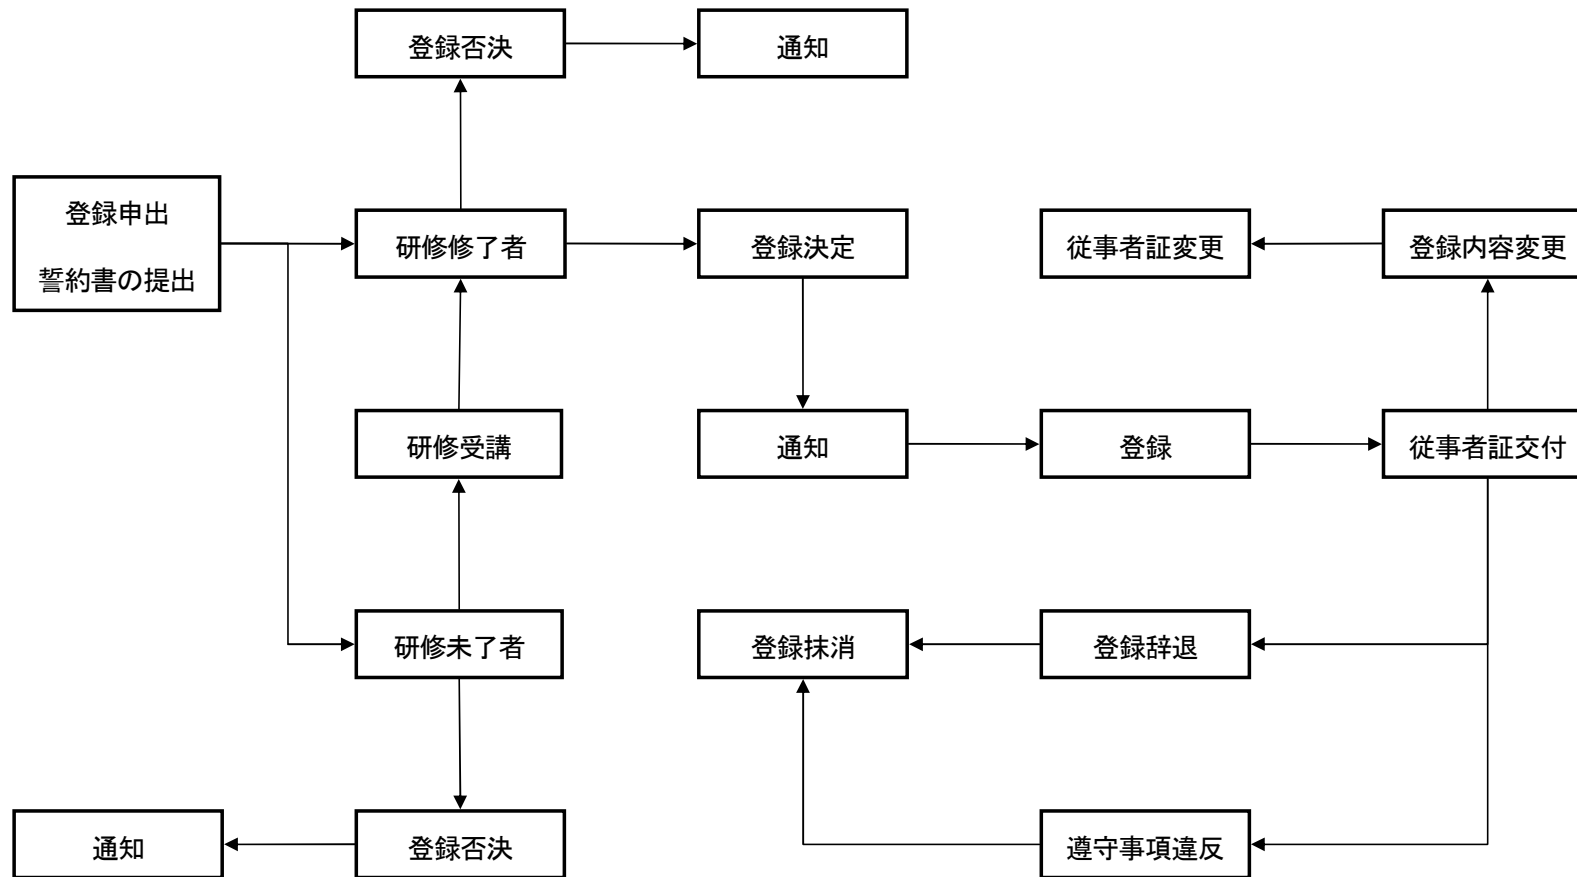 登録否決
通知
登録申出
誓約書の提出
研修修了者
登録決定
従事者証変更
登録内容変更
研修受講
通知
登録
従事者証交付
研修未了者
登録抹消
登録辞退
通知
登録否決
遵守事項違反